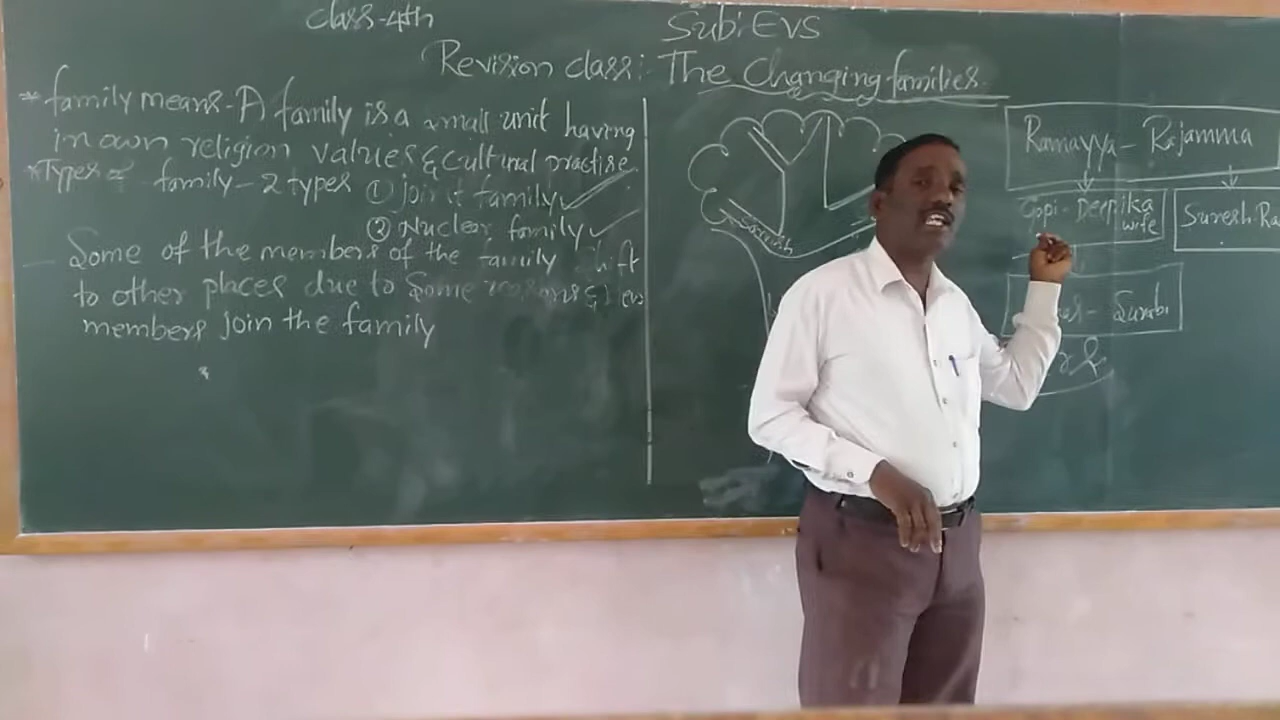 Class-4th
Sub: EVS
Revision class: The Changing families.
* family means - A family is a small unit having
in own religion values & cultural practise
* Types of family - 2 types ① Joint family ✓
② Nuclear family ✓
- Some of the members of the family shift
to other places due to Some reasons &
members Join the family
Suresh
Ramayya - Rajamma
Gopi - Deepika
wife
Suresh - Ra
- Surabi